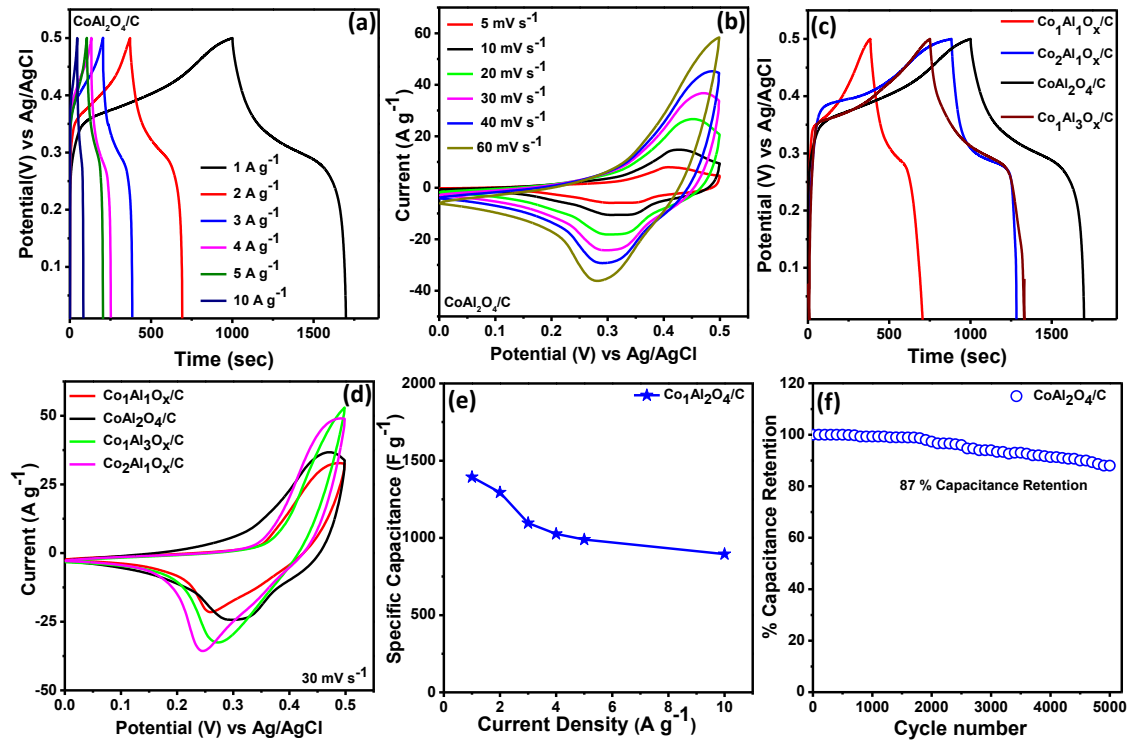 (a)
CoAl₂O₄/C
0.5
0.4
0.3
0.2
0.1
Potential(V) vs Ag/AgCl
1 A g⁻¹
2 A g⁻¹
3 A g⁻¹
4 A g⁻¹
5 A g⁻¹
10 A g⁻¹
0 500 1000 1500
Time (sec)
(b)
60
40
20
0
-20
-40
Current (A g⁻¹)
5 mV s⁻¹
10 mV s⁻¹
20 mV s⁻¹
30 mV s⁻¹
40 mV s⁻¹
60 mV s⁻¹
CoAl₂O₄/C
0.0 0.1 0.2 0.3 0.4 0.5
Potential (V) vs Ag/AgCl
(c)
0.5
0.4
0.3
0.2
0.1
Potential (V) vs Ag/AgCl
Co₁Al₁Oₓ/C
Co₂Al₁Oₓ/C
CoAl₂O₄/C
Co₁Al₃Oₓ/C
0 500 1000 1500
Time (sec)
(d)
50
25
0
-25
-50
Current (A g⁻¹)
Co₁Al₁Oₓ/C
CoAl₂O₄/C
Co₁Al₃Oₓ/C
Co₂Al₁Oₓ/C
30 mV s⁻¹
0.0 0.1 0.2 0.3 0.4 0.5
Potential (V) vs Ag/AgCl
(e)
2000
1500
1000
500
0
Specific Capacitance (F g⁻¹)
Co₁Al₂O₄/C
0 2 4 6 8 10
Current Density (A g⁻¹)
(f)
120
100
80
60
40
20
0
% Capacitance Retention
CoAl₂O₄/C
87 % Capacitance Retention
0 1000 2000 3000 4000 5000
Cycle number